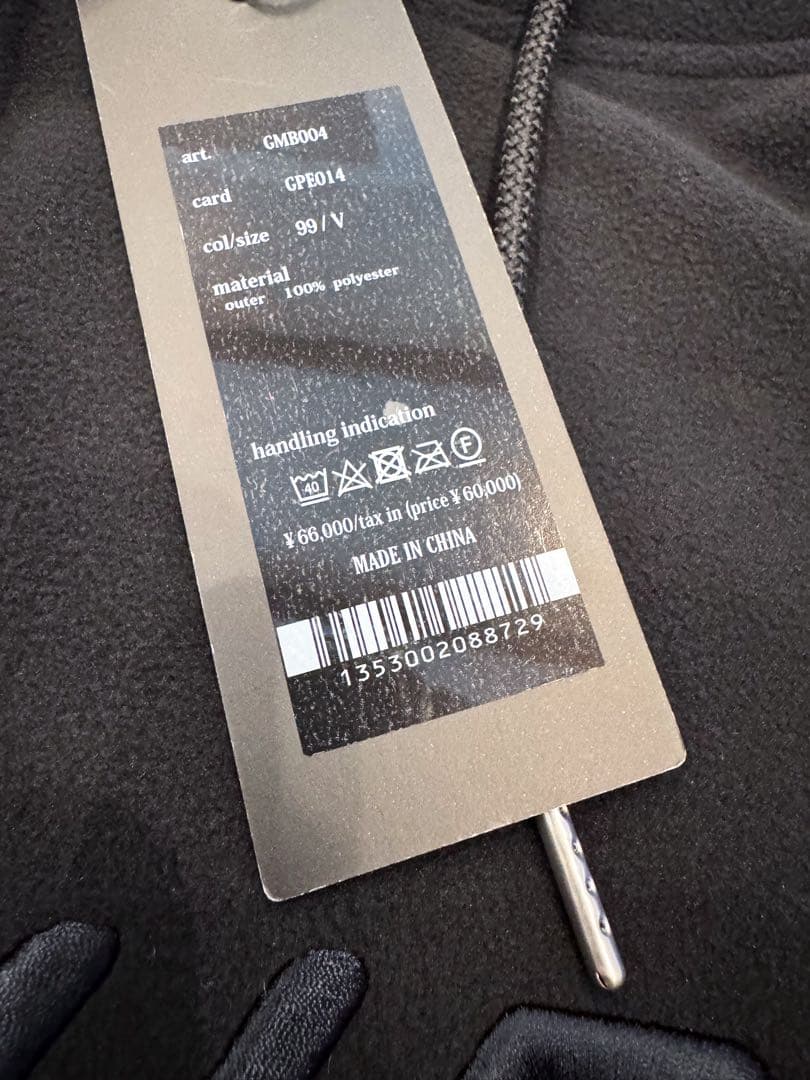 art. GMB004
card GPE014
col/size 99/V
material
outer 100% polyester
handling indication
40 F
¥66,000/tax in (price¥60,000)
MADE IN CHINA
1353002088729